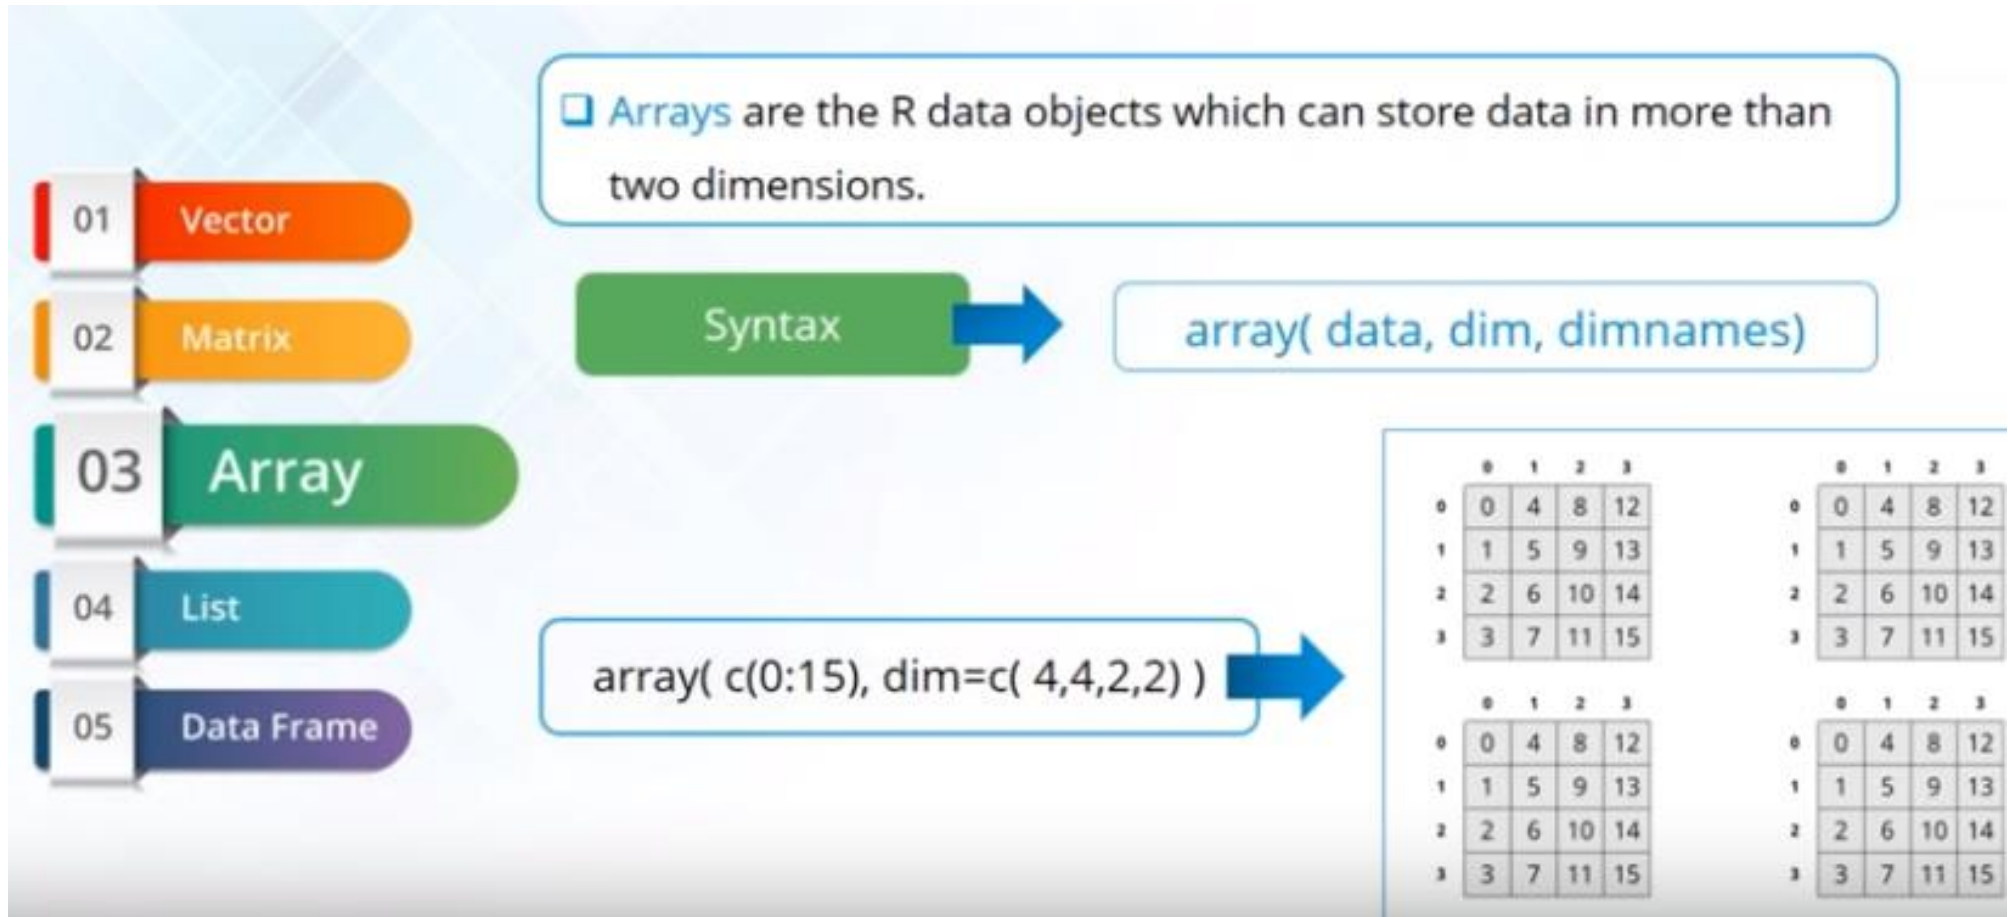 ❑ Arrays are the R data objects which can store data in more than
two dimensions.
01 Vector
02 Matrix
03 Array
04 List
05 Data Frame
Syntax
array( data, dim, dimnames)
array( c(0:15), dim=c( 4,4,2,2) )
0 1 2 3
0 0 4 8 12
1 1 5 9 13
2 2 6 10 14
3 3 7 11 15
0 1 2 3
0 0 4 8 12
1 1 5 9 13
2 2 6 10 14
3 3 7 11 15
0 1 2 3
0 0 4 8 12
1 1 5 9 13
2 2 6 10 14
3 3 7 11 15
0 1 2 3
0 0 4 8 12
1 1 5 9 13
2 2 6 10 14
3 3 7 11 15